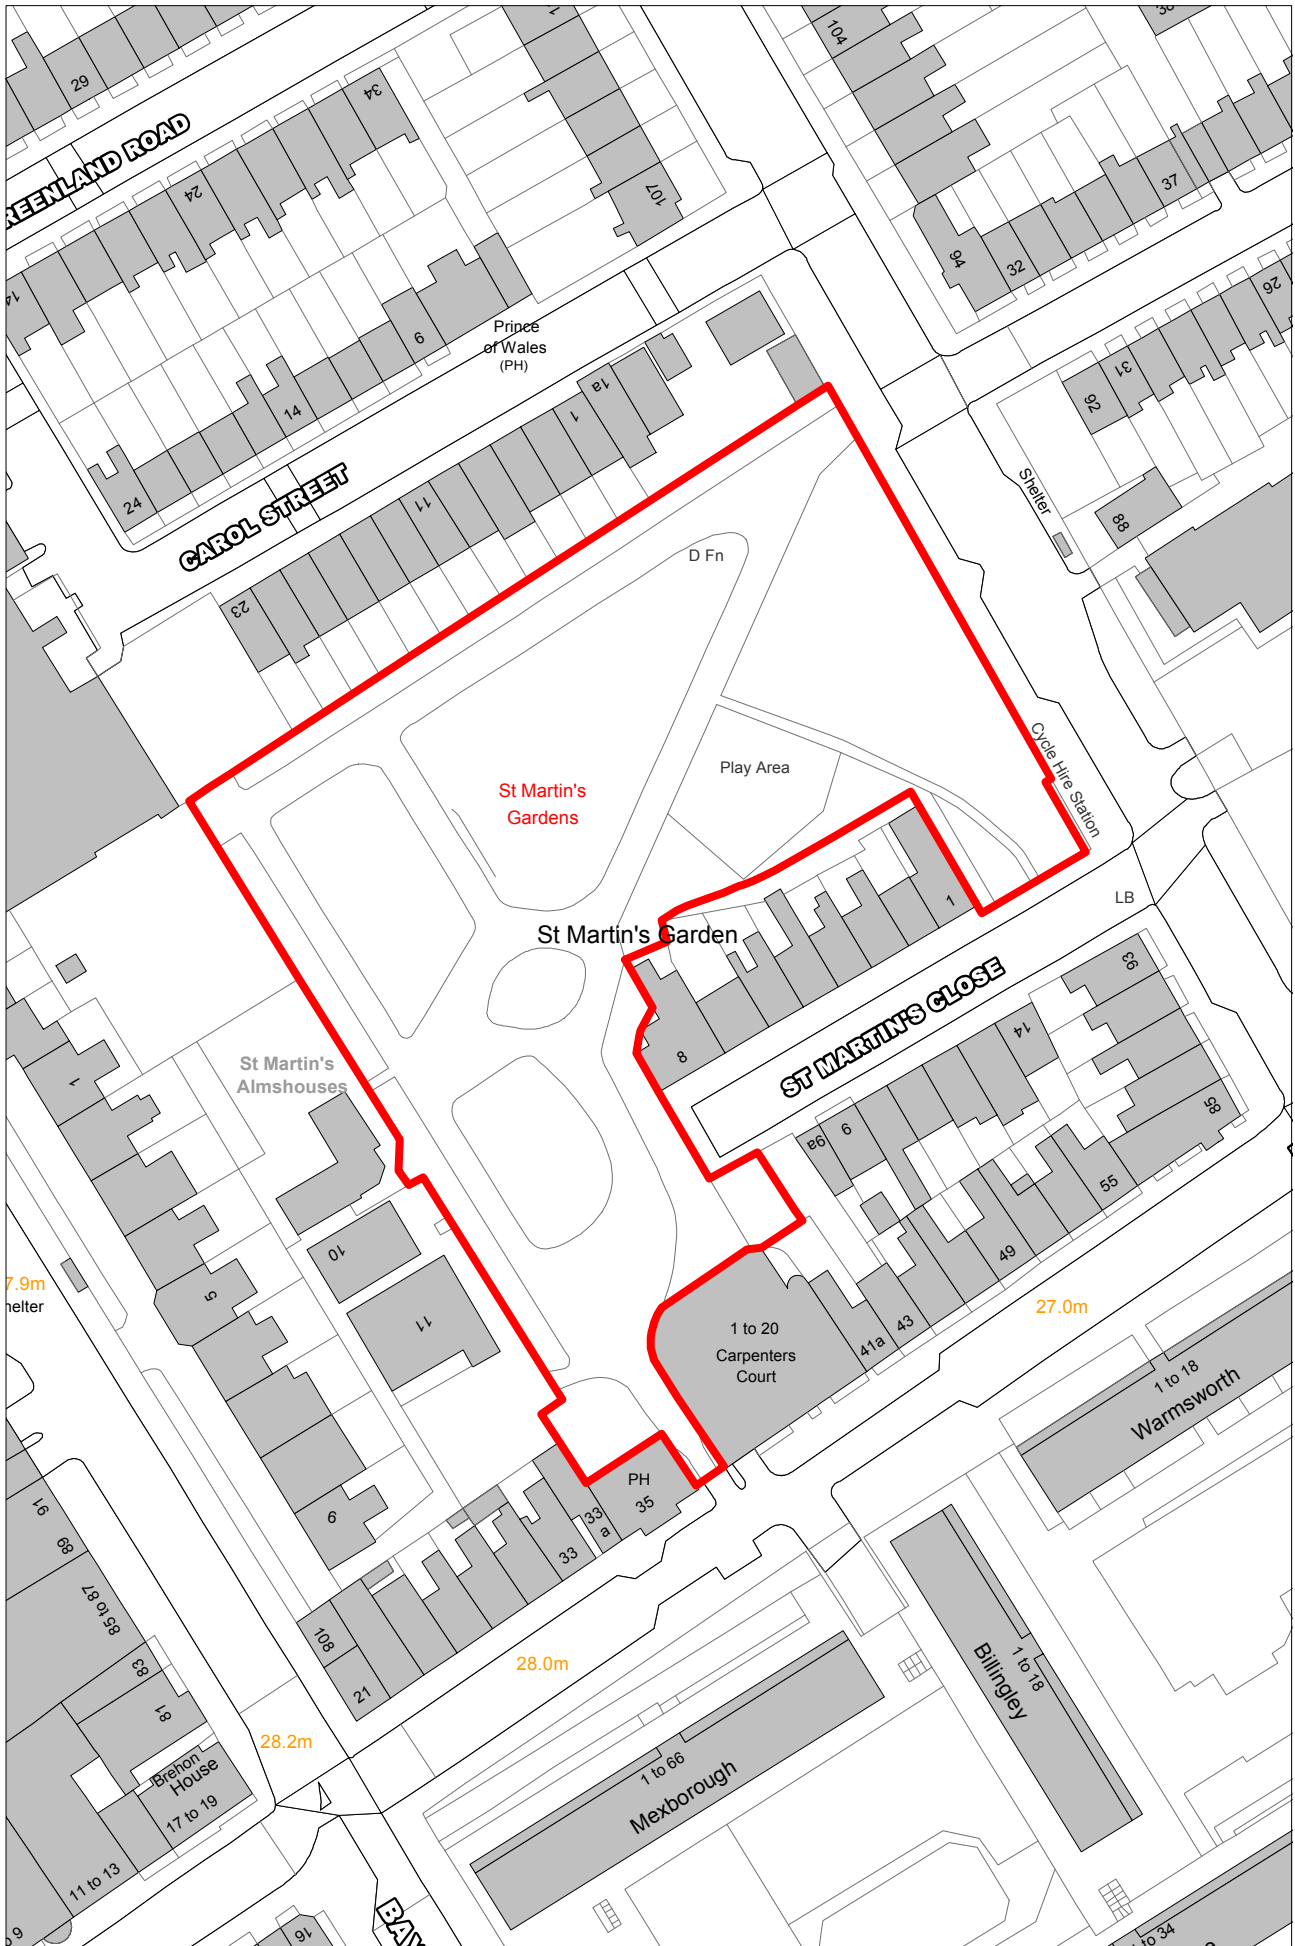 29
34
REENLAND ROAD
24
14
107
104
94
32
37
26
31
92
88
Shelter
Prince
of Wales
(PH)
6
14
24
1a
1
11
CAROL STREET
23
D Fn
Cycle Hire Station
Play Area
St Martin's
Gardens
St Martin's Garden
1
LB
8
ST MARTIN'S CLOSE
93
14
9
9a
85
55
49
43
41a
St Martin's
Almshouses
1
10
11
5
7.9m
helter
27.0m
1 to 20
Carpenters
Court
1 to 18
Warmsworth
PH
35
33
a
33
6
91
89
85 to 87
83
81
108
21
28.0m
28.2m
Brehon
House
17 to 19
11 to 13
1 to 66
Mexborough
1 to 18
Billingley
BAY
16
34